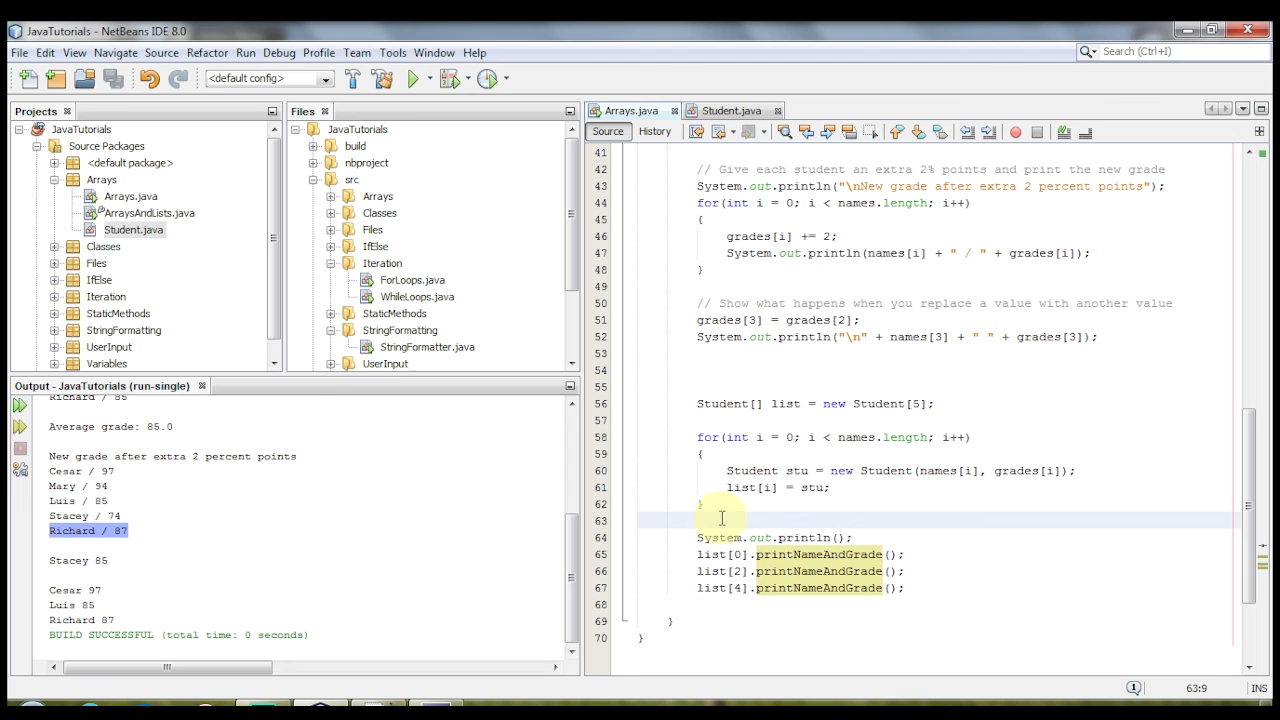 JavaTutorials - NetBeans IDE 8.0
File Edit View Navigate Source Refactor Run Debug Profile Team Tools Window Help
Search (Ctrl+I)
<default config>
Projects
JavaTutorials
Source Packages
<default package>
Arrays
Arrays.java
ArraysAndLists.java
Student.java
Classes
Files
IfElse
Iteration
StaticMethods
StringFormatting
UserInput
Variables
Files
JavaTutorials
build
nbproject
src
Arrays
Classes
Files
IfElse
Iteration
ForLoops.java
WhileLoops.java
StaticMethods
StringFormatting
StringFormatter.java
UserInput
Output - JavaTutorials (run-single)
Richard / 85
Average grade: 85.0
New grade after extra 2 percent points
Cesar / 97
Mary / 94
Luis / 85
Stacey / 74
Richard / 87
Stacey 85
Cesar 97
Luis 85
Richard 87
BUILD SUCCESSFUL (total time: 0 seconds)
Arrays.java Student.java
Source History
41
42 // Give each student an extra 2% points and print the new grade
43 System.out.println("\nNew grade after extra 2 percent points");
44 for(int i = 0; i < names.length; i++)
45 {
46 grades[i] += 2;
47 System.out.println(names[i] + " / " + grades[i]);
48 }
49
50 // Show what happens when you replace a value with another value
51 grades[3] = grades[2];
52 System.out.println("\n" + names[3] + " " + grades[3]);
53
54
55
56 Student[] list = new Student[5];
57
58 for(int i = 0; i < names.length; i++)
59 {
60 Student stu = new Student(names[i], grades[i]);
61 list[i] = stu;
62 }
63
64 System.out.println();
65 list[0].printNameAndGrade();
66 list[2].printNameAndGrade();
67 list[4].printNameAndGrade();
68
69 }
70 }
1 63:9 INS